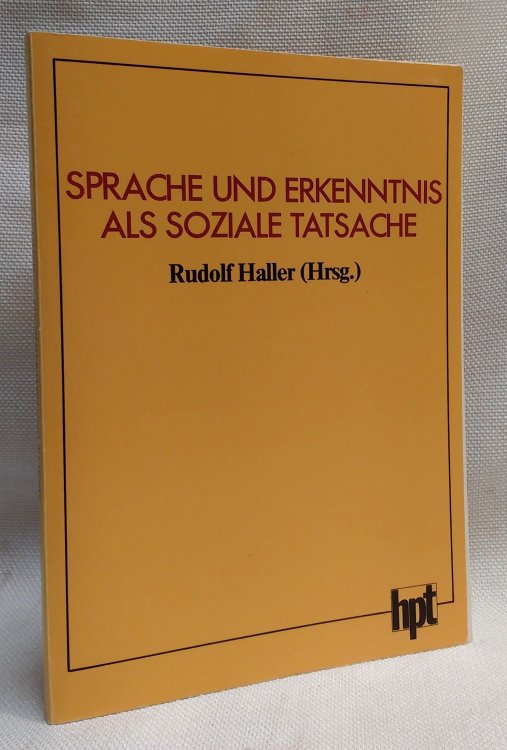 SPRACHE UND ERKENNTNIS
ALS SOZIALE TATSACHE
Rudolf Haller (Hrsg.)
hpt